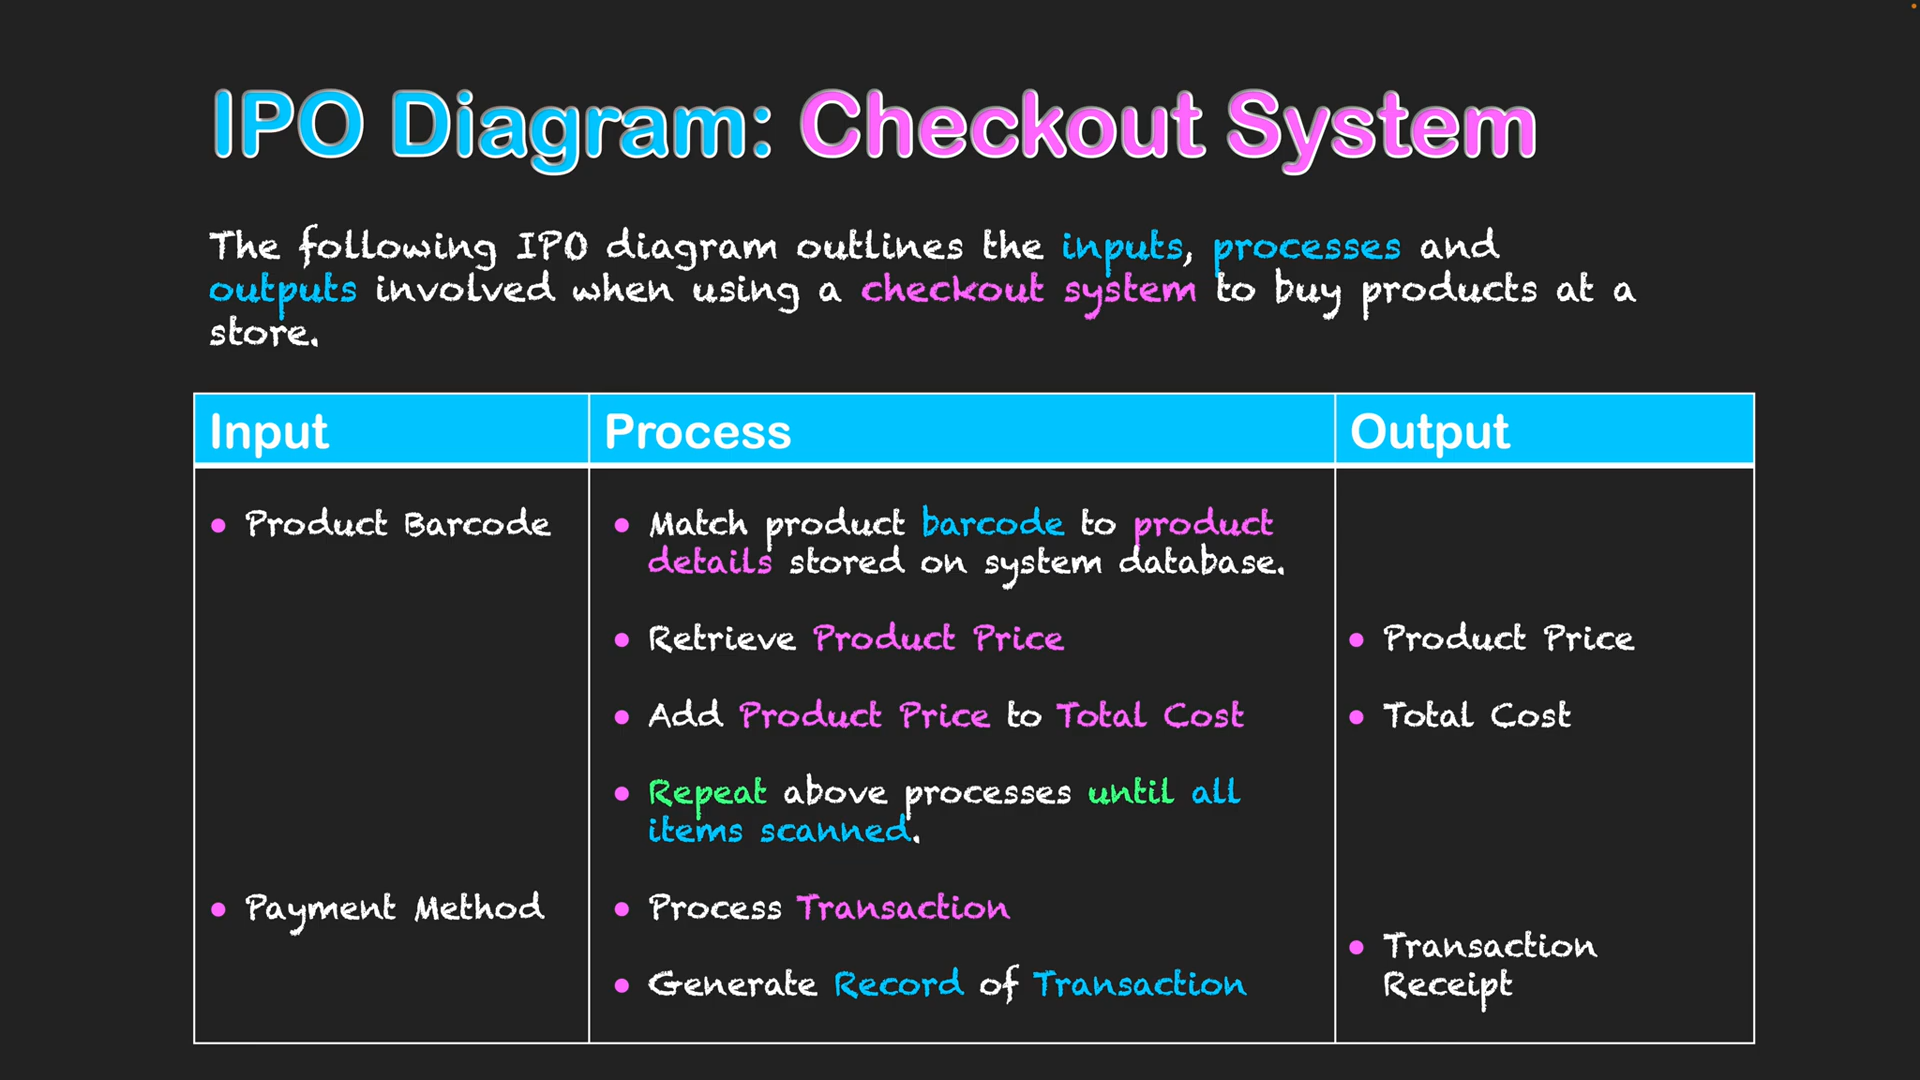 IPO Diagram: Checkout System
The following IPO diagram outlines the inputs, processes and
outputs involved when using a checkout system to buy products at a
store.
Input
Process
Output
• Product Barcode
• Match product barcode to product
details stored on system database.
• Retrieve Product Price
• Product Price
• Add Product Price to Total Cost
• Total Cost
• Repeat above processes until all
items scanned.
• Payment Method
• Process Transaction
• Generate Record of Transaction
• Transaction
Receipt